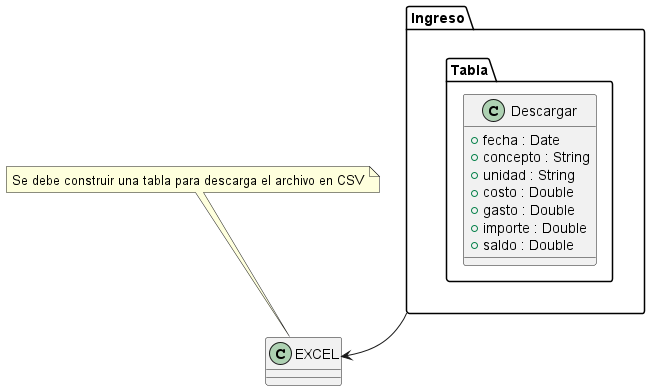 Ingreso
Tabla
C Descargar
fecha : Date
concepto : String
unidad : String
costo : Double
gasto : Double
importe : Double
saldo : Double
Se debe construir una tabla para descarga el archivo en CSV
C EXCEL